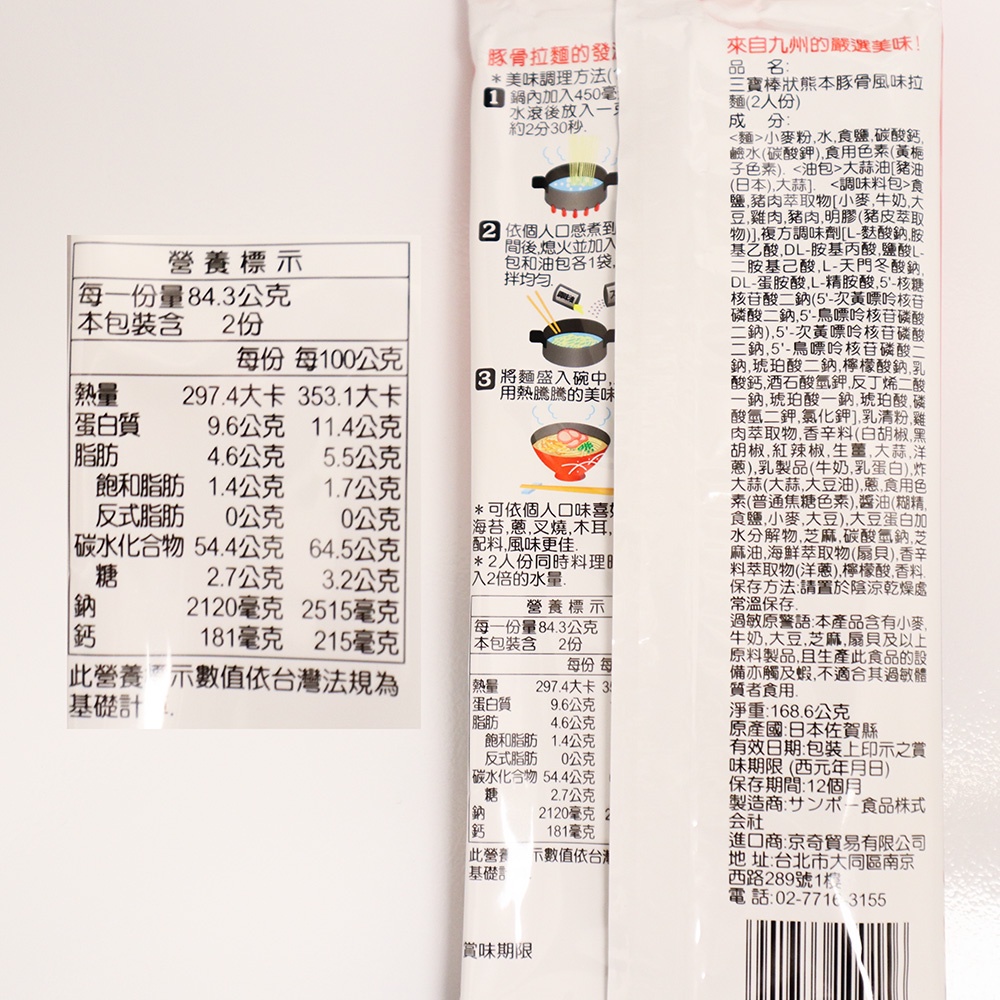 營養標示
每一份量84.3公克
本包裝含 2份
每份 每100公克
熱量 297.4大卡 353.1大卡
蛋白質 9.6公克 11.4公克
脂肪 4.6公克 5.5公克
飽和脂肪 1.4公克 1.7公克
反式脂肪 0公克 0公克
碳水化合物 54.4公克 64.5公克
糖 2.7公克 3.2公克
鈉 2120毫克 2515毫克
鈣 181毫克 215毫克
此營養 示數值依台灣法規為
基礎計
豚骨拉麵的發
*美味調理方法(
1 鍋內加入450毫
水滾後放入一
約2分30秒.
2 依個人口感煮到
間後,熄火並加入
包和油包各1袋,
拌均勻.
3 將麵盛入碗中,
用熱騰騰的美味
*可依個人口味喜
海苔,蔥,叉燒,木耳,
配料,風味更佳.
*2人份同時料理時
入2倍的水量.
營養標示
每一份量84.3公克
本包裝含 2份
每份 每
熱量 297.4大卡 35
蛋白質 9.6公克
脂肪 4.6公克
飽和脂肪 1.4公克
反式脂肪 0公克
碳水化合物 54.4公克
糖 2.7公克
鈉 2120毫克 2
鈣 181毫克
此營養 示數值依台灣
基礎計
賞味期限
來自九州的嚴選美味!
品 名:
三寶棒狀熊本豚骨風味拉
麵(2人份)
成 分:
<麵>小麥粉,水,食鹽,碳酸鈣,
鹼水(碳酸鉀),食用色素(黃梔
子色素). <油包>大蒜油[豬油
(日本),大蒜]. <調味料包>食
鹽,豬肉萃取物[小麥,牛奶,大
豆,雞肉,豬肉,明膠(豬皮萃取
物)],複方調味劑[L-麩酸鈉,胺
基乙酸,DL-胺基丙酸,鹽酸L-
二胺基己酸,L-天門冬酸鈉,
DL-蛋胺酸,L-精胺酸,5'-核糖
核苷酸二鈉(5'-次黃嘌呤核苷
磷酸二鈉,5'-鳥嘌呤核苷磷酸
二鈉),5'-次黃嘌呤核苷磷酸
二鈉,5'-鳥嘌呤核苷磷酸二
鈉,琥珀酸二鈉,檸檬酸鈉,乳
酸鈣,酒石酸氫鉀,反丁烯二酸
一鈉,琥珀酸一鈉,琥珀酸,磷
酸氫二鉀,氯化鉀],乳清粉,雞
肉萃取物,香辛料(白胡椒,黑
胡椒,紅辣椒,生薑,大蒜,洋
蔥),乳製品(牛奶,乳蛋白),炸
大蒜(大蒜,大豆油),蔥,食用色
素(普通焦糖色素),醬油(糊精,
食鹽,小麥,大豆),大豆蛋白加
水分解物,芝麻,碳酸氫鈉,芝
麻油,海鮮萃取物(扇貝),香辛
料萃取物(洋蔥),檸檬酸,香料.
保存方法:請置於陰涼乾燥處
常溫保存.
過敏原警語:本產品含有小麥,
牛奶,大豆,芝麻,扇貝及以上
原料製品,且生產此食品的設
備亦觸及蝦,不適合其過敏體
質者食用.
淨重:168.6公克
原產國:日本佐賀縣
有效日期:包裝上印示之賞
味期限 (西元年月日)
保存期間:12個月
製造商:サンポー食品株式
会社
進口商:京奇貿易有限公司
地 址:台北市大同區南京
西路289號1樓
電 話:02-7716-3155